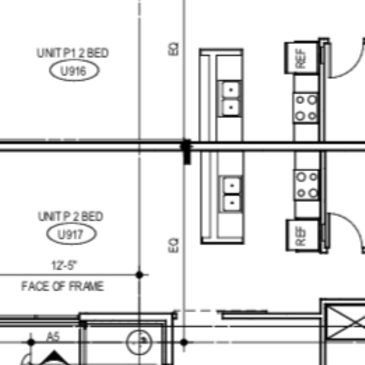 UNIT P1 2 BED
U916
EQ
REF
UNIT P 2 BED
U917
EQ
REF
12'-5"
FACE OF FRAME
A5